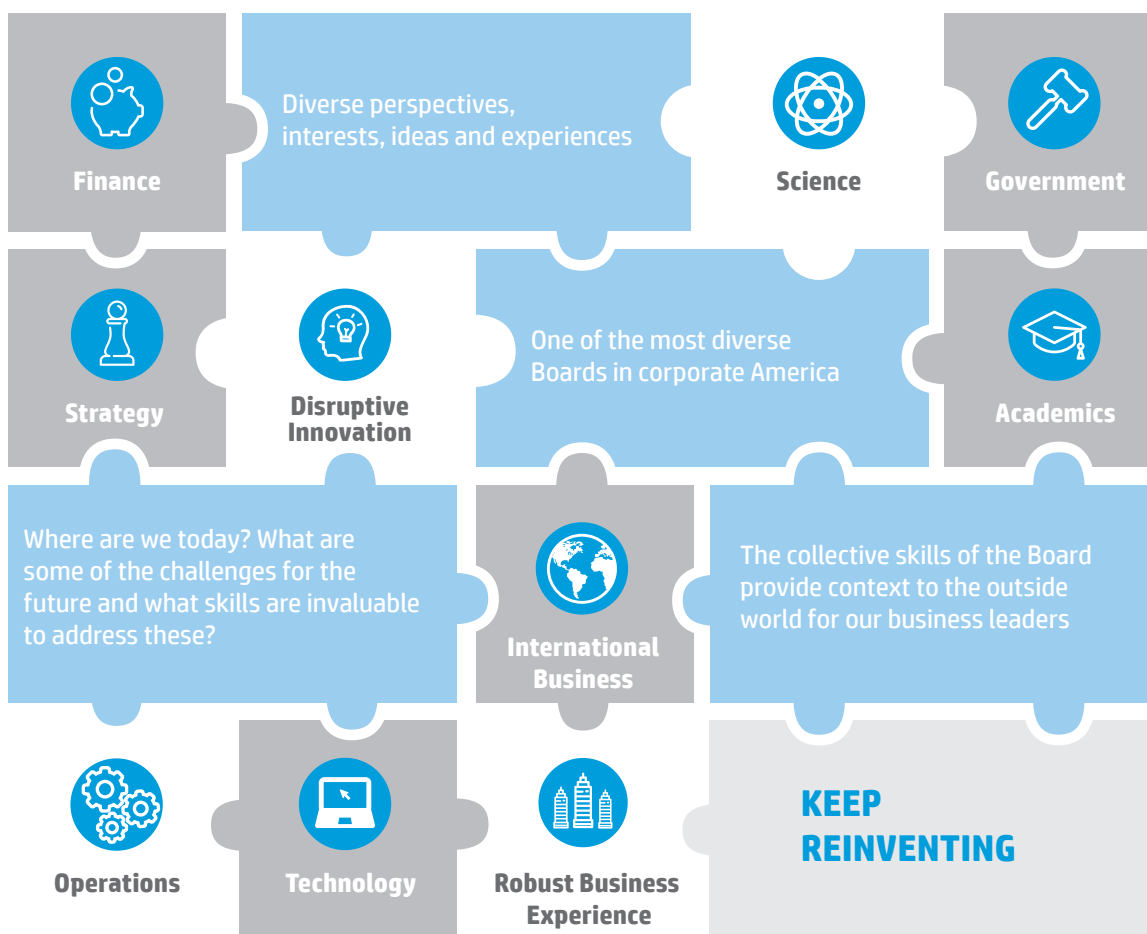 Finance
Diverse perspectives,
interests, ideas and experiences
Science
Government
Strategy
Disruptive
Innovation
One of the most diverse
Boards in corporate America
Academics
Where are we today? What are
some of the challenges for the
future and what skills are invaluable
to address these?
International
Business
The collective skills of the Board
provide context to the outside
world for our business leaders
Operations
Technology
Robust Business
Experience
KEEP
REINVENTING